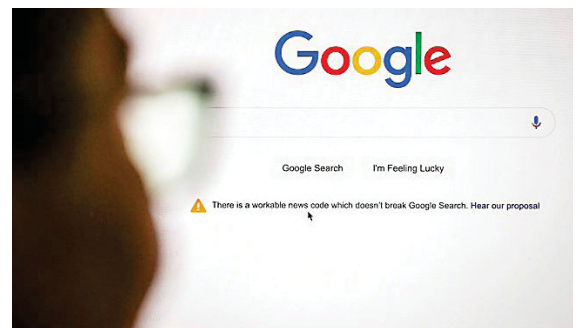 Google
Google Search I'm Feeling Lucky
There is a workable news code which doesn't break Google Search. Hear our proposal